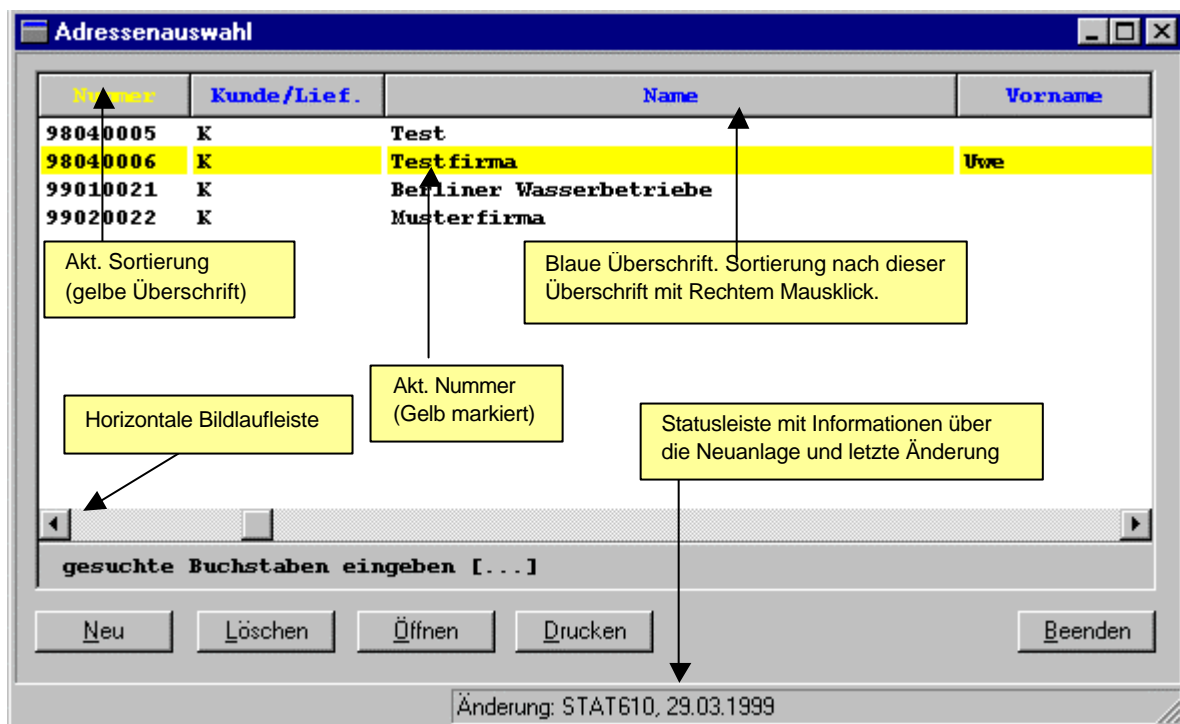 Adressenauswahl
Nummer Kunde/Lief. Name Vorname
98040005 K Test
98040006 K Testfirma Uwe
99010021 K Berliner Wasserbetriebe
99020022 K Musterfirma
Akt. Sortierung
(gelbe Überschrift)
Blaue Überschrift. Sortierung nach dieser
Überschrift mit Rechtem Mausklick.
Akt. Nummer
(Gelb markiert)
Horizontale Bildlaufleiste
Statusleiste mit Informationen über
die Neuanlage und letzte Änderung
gesuchte Buchstaben eingeben [...]
Neu Löschen Öffnen Drucken Beenden
Änderung: STAT610, 29.03.1999